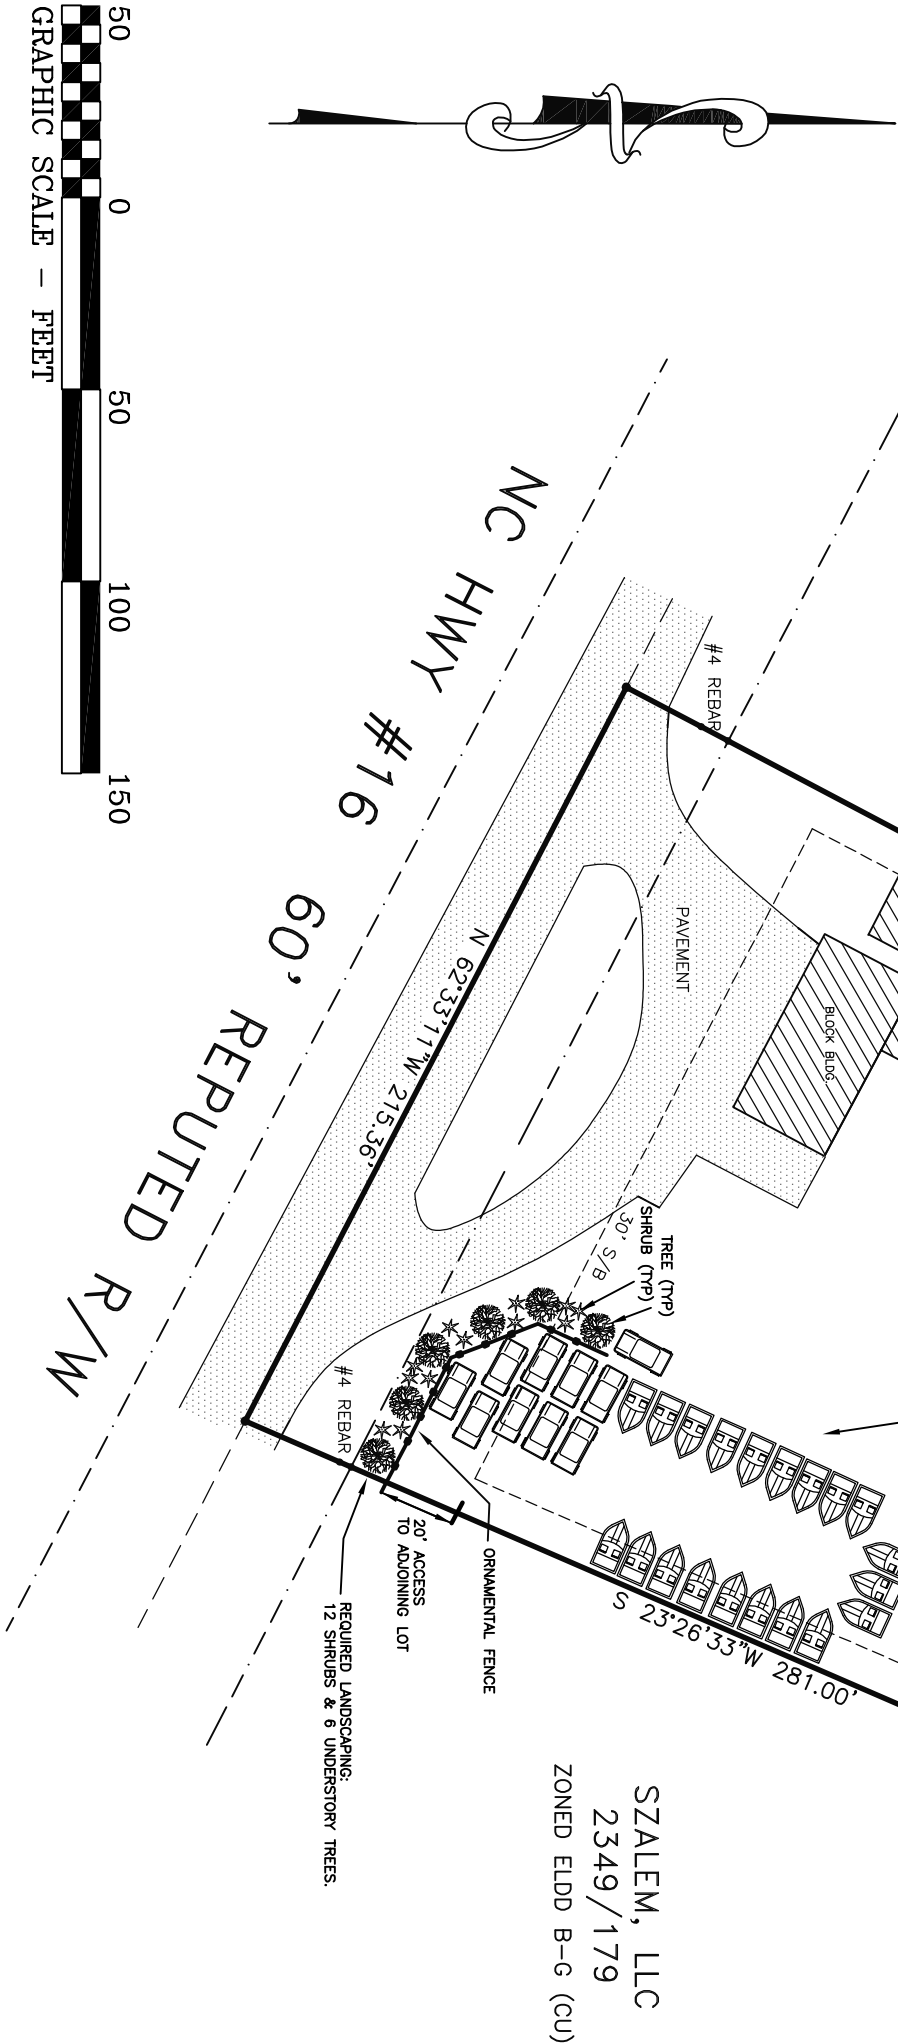 50 0 50 100 150
GRAPHIC SCALE - FEET
N
NC HWY #16 60' REPUTED R/W
#4 REBAR
PAVEMENT
BLOCK BLDG.
N 62°33'11"W 215.36'
30' S/B
TREE (TYP)
SHRUB (TYP)
#4 REBAR
20' ACCESS
TO ADJOINING LOT
ORNAMENTAL FENCE
REQUIRED LANDSCAPING:
12 SHRUBS & 6 UNDERSTORY TREES.
S 23°26'33"W 281.00'
SZALEM, LLC
2349/179
ZONED ELDD B-G (CU)